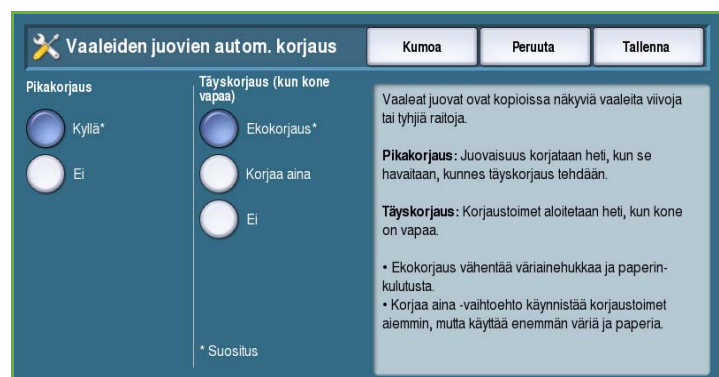 Vaaleiden juovien autom. korjaus
Kumoa
Peruuta
Tallenna
Pikakorjaus
Kyllä*
Ei
Täyskorjaus (kun kone
vapaa)
Ekokorjaus*
Korjaa aina
Ei
* Suositus
Vaaleat juovat ovat kopioissa näkyviä vaaleita viivoja
tai tyhjiä raitoja.
Pikakorjaus: Juovaisuus korjataan heti, kun se
havaitaan, kunnes täyskorjaus tehdään.
Täyskorjaus: Korjaustoimet aloitetaan heti, kun kone
on vapaa.
• Ekokorjaus vähentää väriainehukkaa ja paperin-
kulutusta.
• Korjaa aina -vaihtoehto käynnistää korjaustoimet
aiemmin, mutta käyttää enemmän väriä ja paperia.